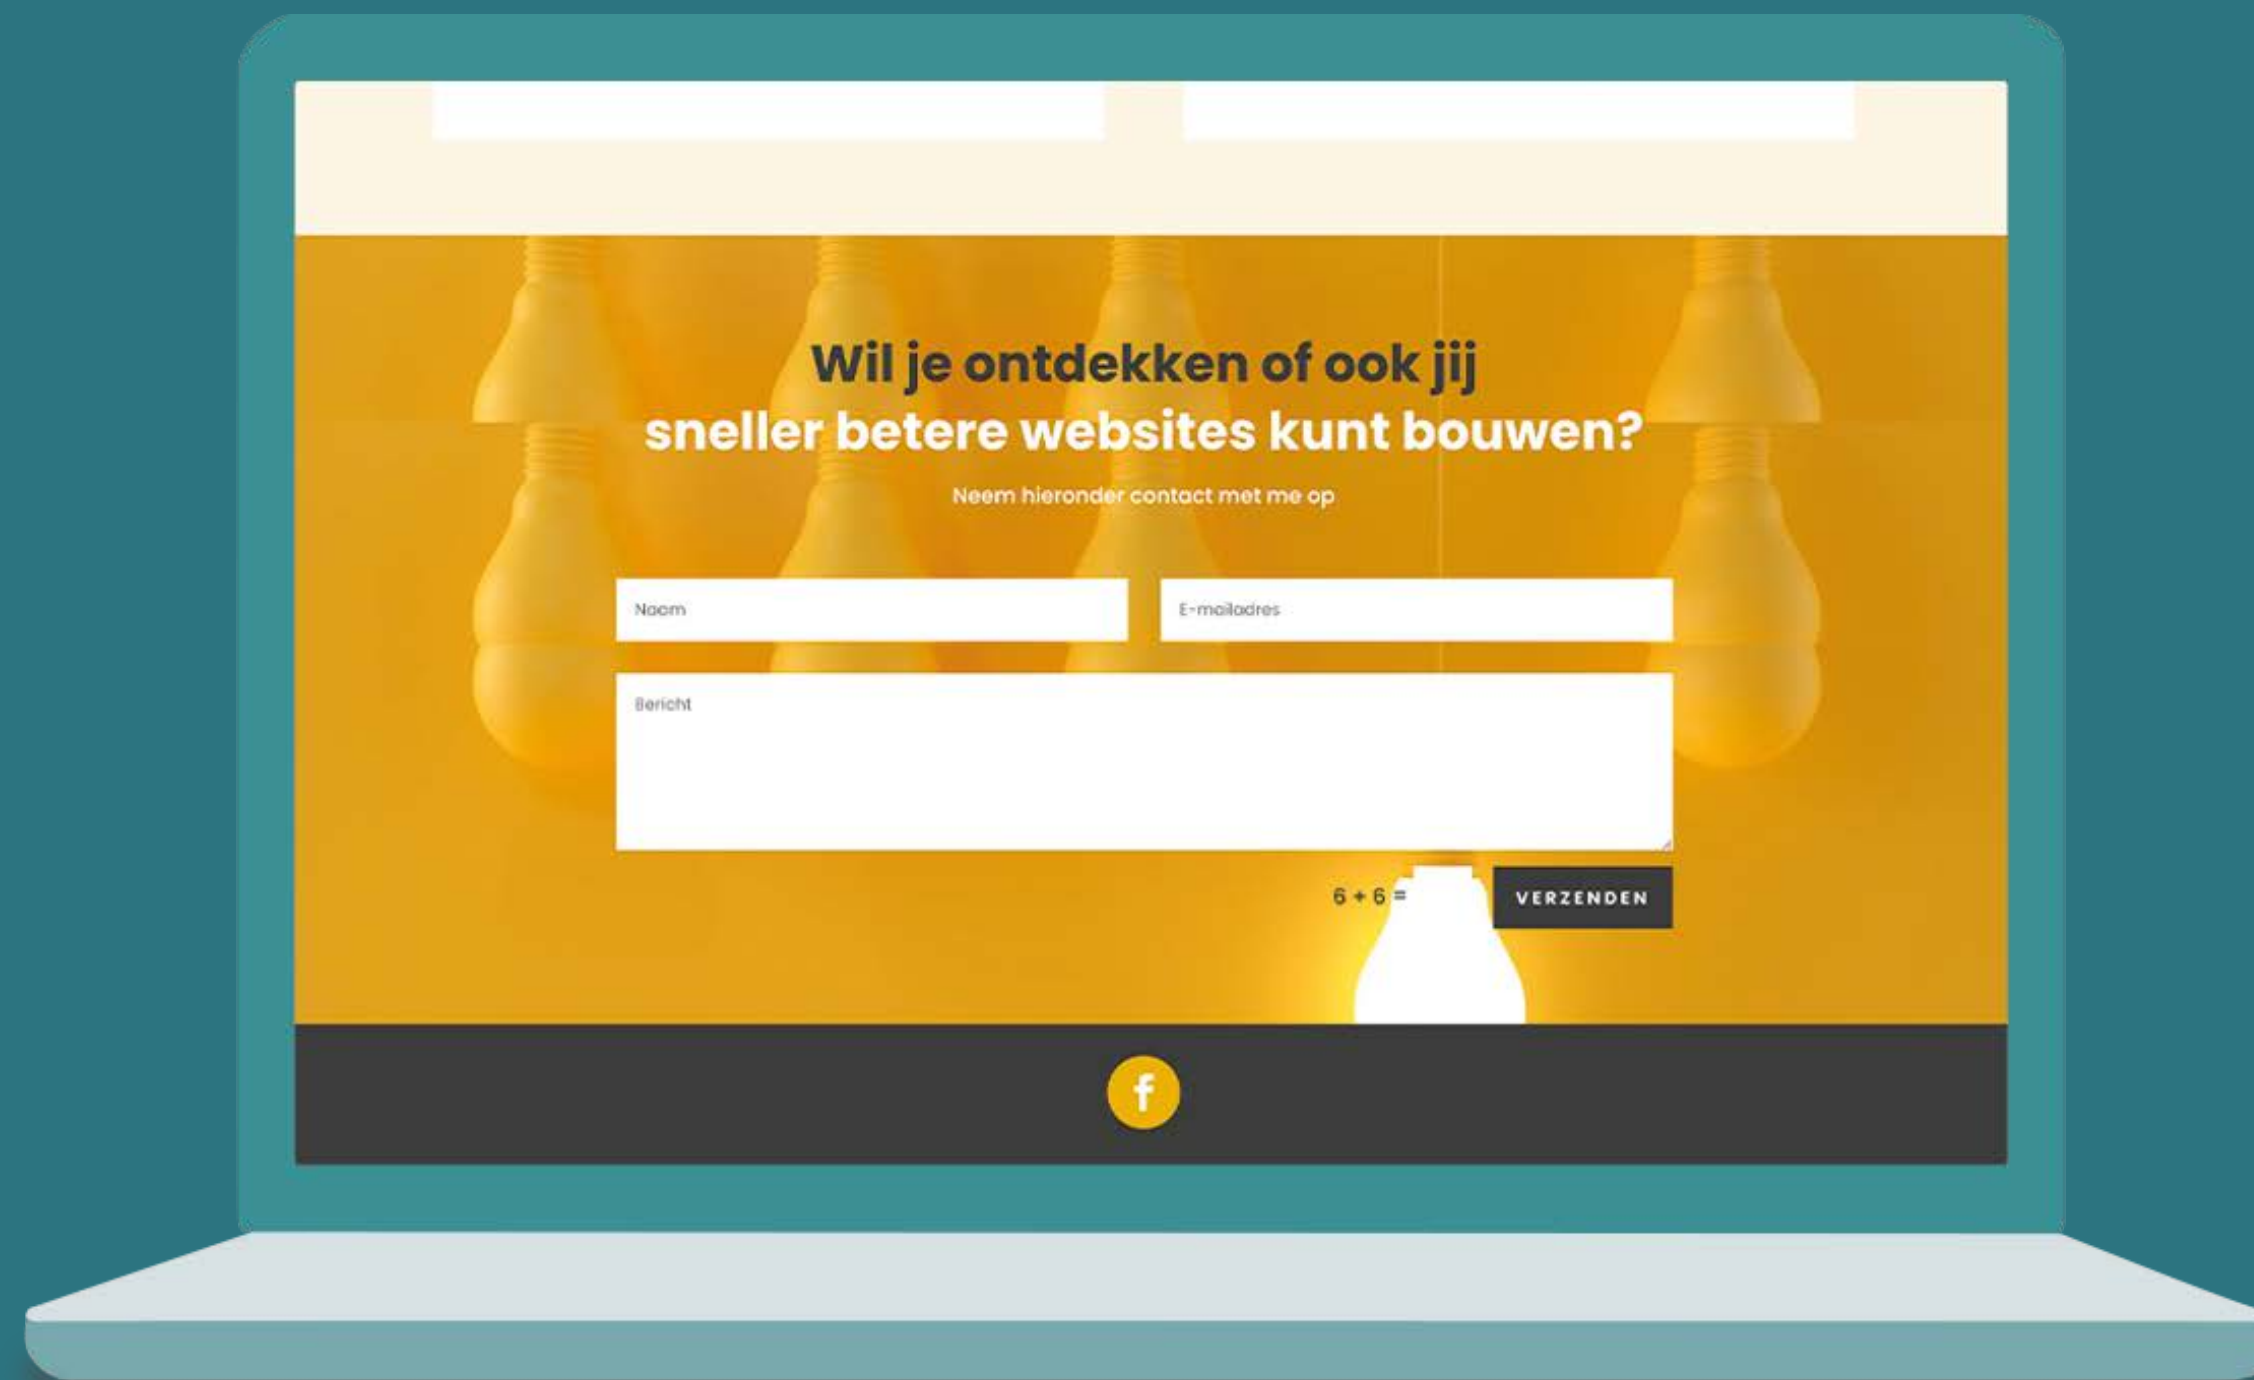 Wil je ontdekken of ook jij
sneller betere websites kunt bouwen?
Neem hieronder contact met me op
Naam
E-mailadres
Bericht
6 + 6 =
VERZENDEN
f